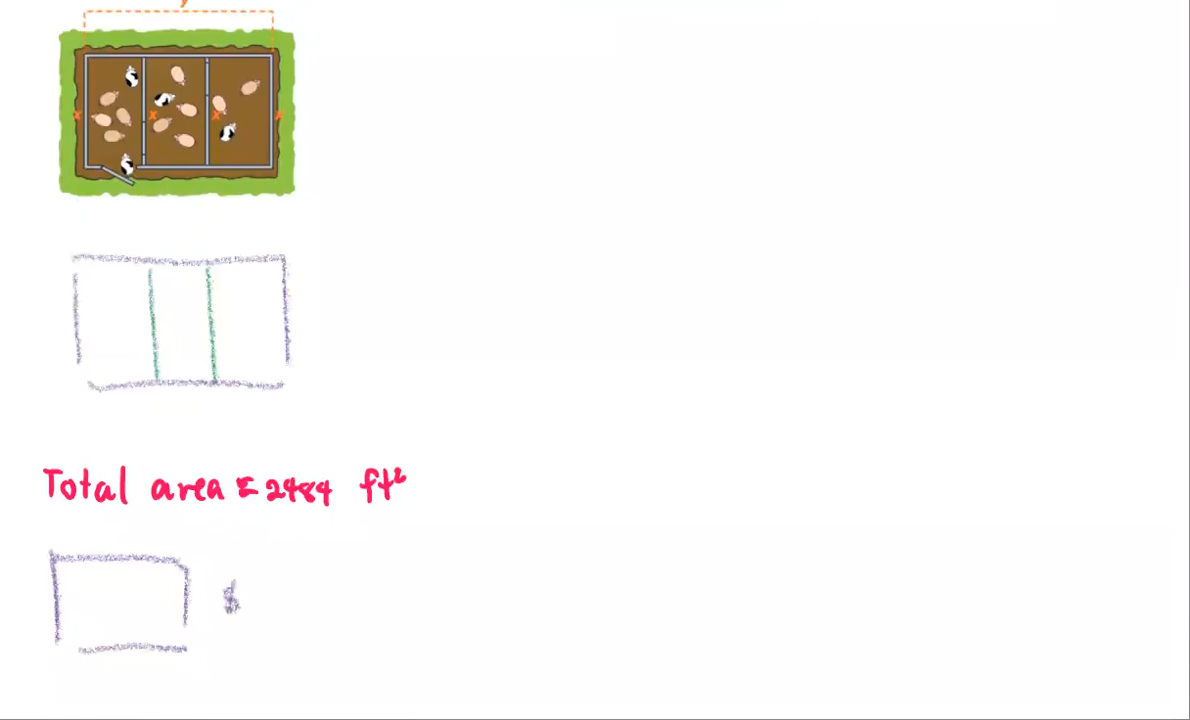 y
x x x x
Total area = 2484 ft²
$